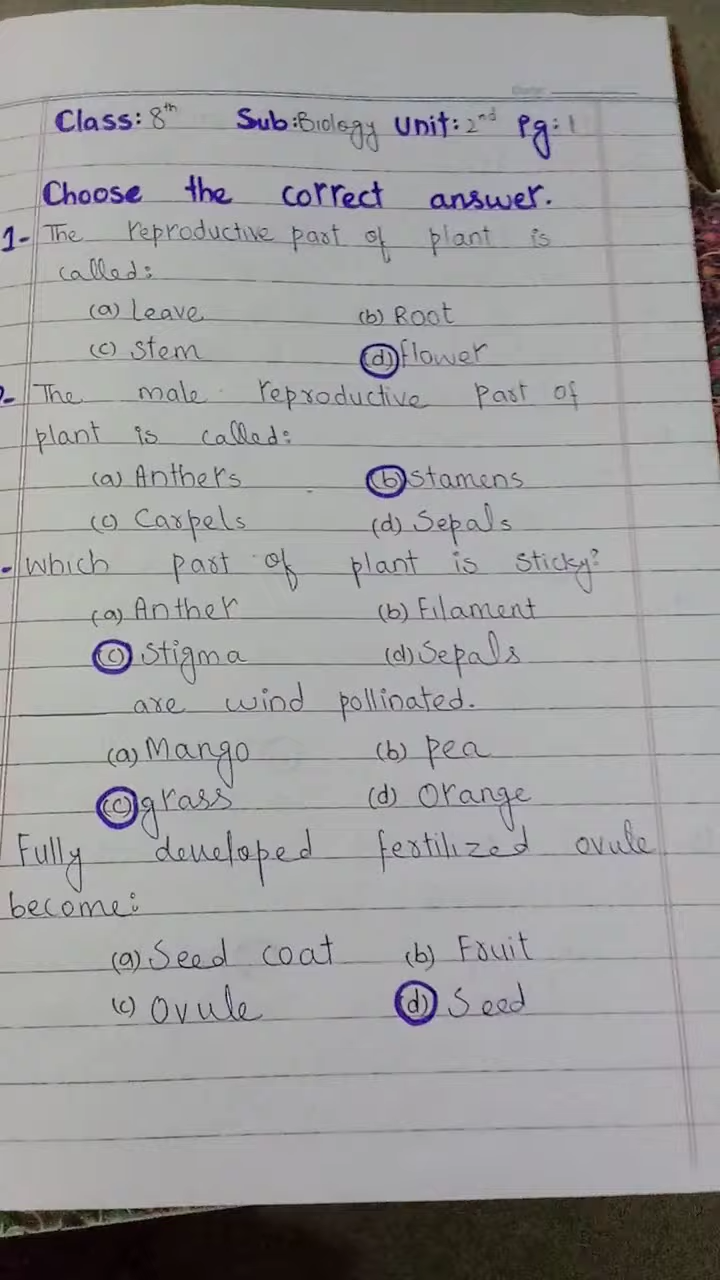 Class: 8th Sub: Biology Unit: 2nd Pg: 1
Choose the correct answer.
1- The reproductive part of plant is
called:
(a) Leave (b) Root
(c) Stem (d) flower
The male reproductive part of
plant is called:
(a) Anthers (b) Stamens
(c) Carpels (d) Sepals
- Which part of plant is sticky?
(a) Anther (b) Filament
(c) Stigma (d) Sepals
are wind pollinated.
(a) Mango (b) pea
(c) grass (d) Orange
Fully developed fertilized ovule
become:
(a) Seed coat (b) Fruit
(c) Ovule (d) Seed